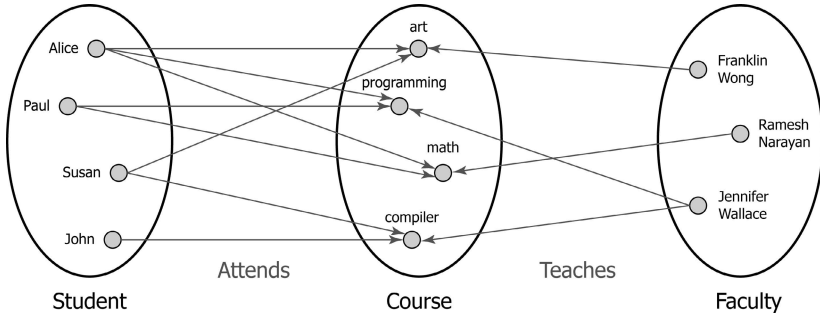 art
Alice
Franklin
Wong
programming
Paul
Ramesh
Narayan
math
Susan
Jennifer
Wallace
compiler
John
Attends
Teaches
Student
Course
Faculty